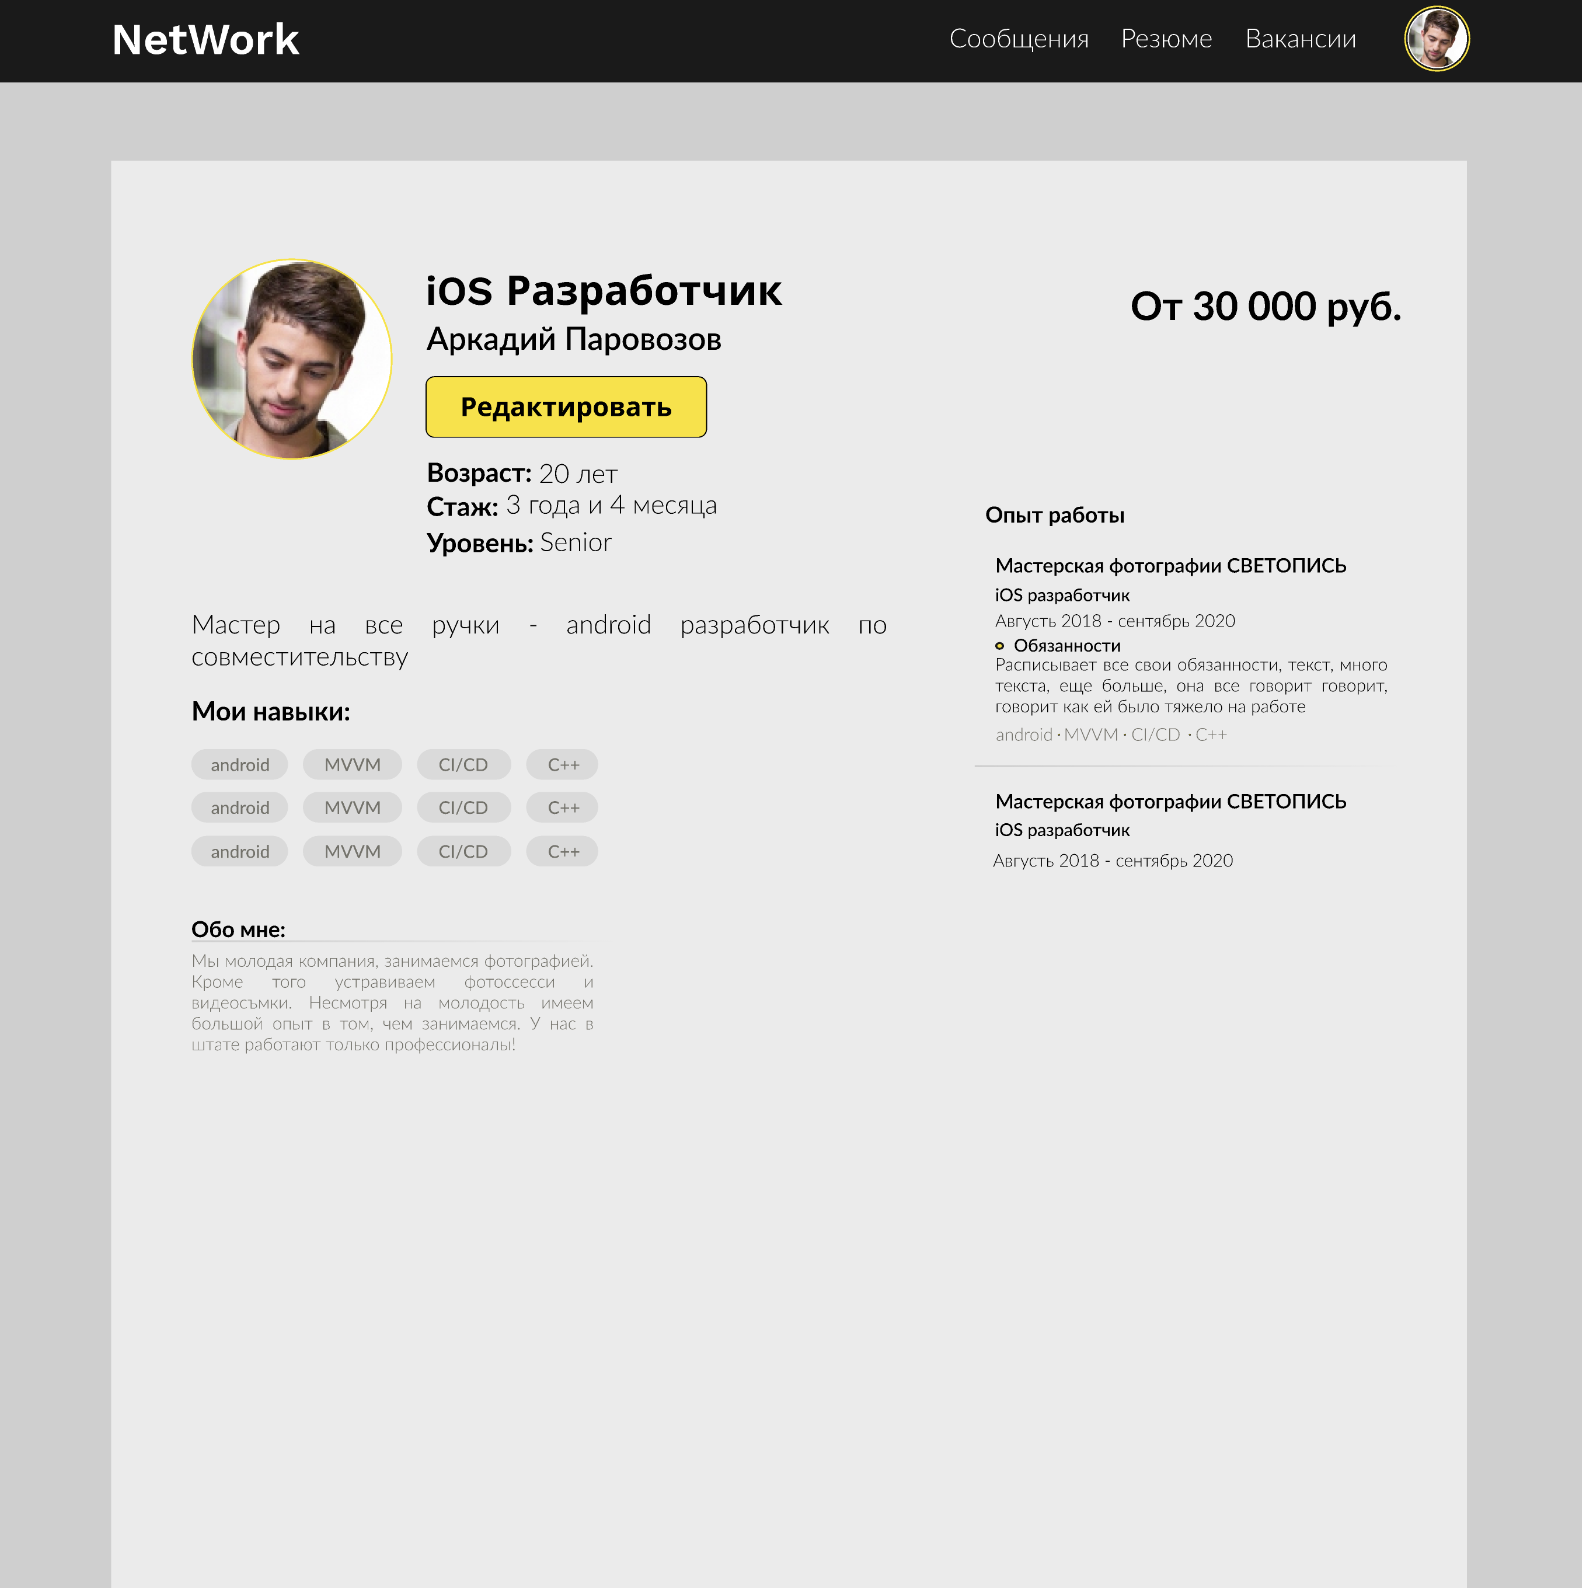 NetWork
Сообщения Резюме Вакансии
iOS Разработчик
Аркадий Паровозов
От 30 000 руб.
Редактировать
Возраст: 20 лет
Стаж: 3 года и 4 месяца
Уровень: Senior
Мастер на все ручки - android разработчик по
совместительству
Мои навыки:
android MVVM CI/CD C++
android MVVM CI/CD C++
android MVVM CI/CD C++
Обо мне:
Мы молодая компания, занимаемся фотографией.
Кроме того устравиваем фотоссесси и
видеосъмки. Несмотря на молодость имеем
большой опыт в том, чем занимаемся. У нас в
штате работают только профессионалы!
Опыт работы
Мастерская фотографии СВЕТОПИСЬ
iOS разработчик
Августь 2018 - сентябрь 2020
Обязанности
Расписывает все свои обязанности, текст, много
текста, еще больше, она все говорит говорит,
говорит как ей было тяжело на работе
android · MVVM · CI/CD · C++
Мастерская фотографии СВЕТОПИСЬ
iOS разработчик
Августь 2018 - сентябрь 2020